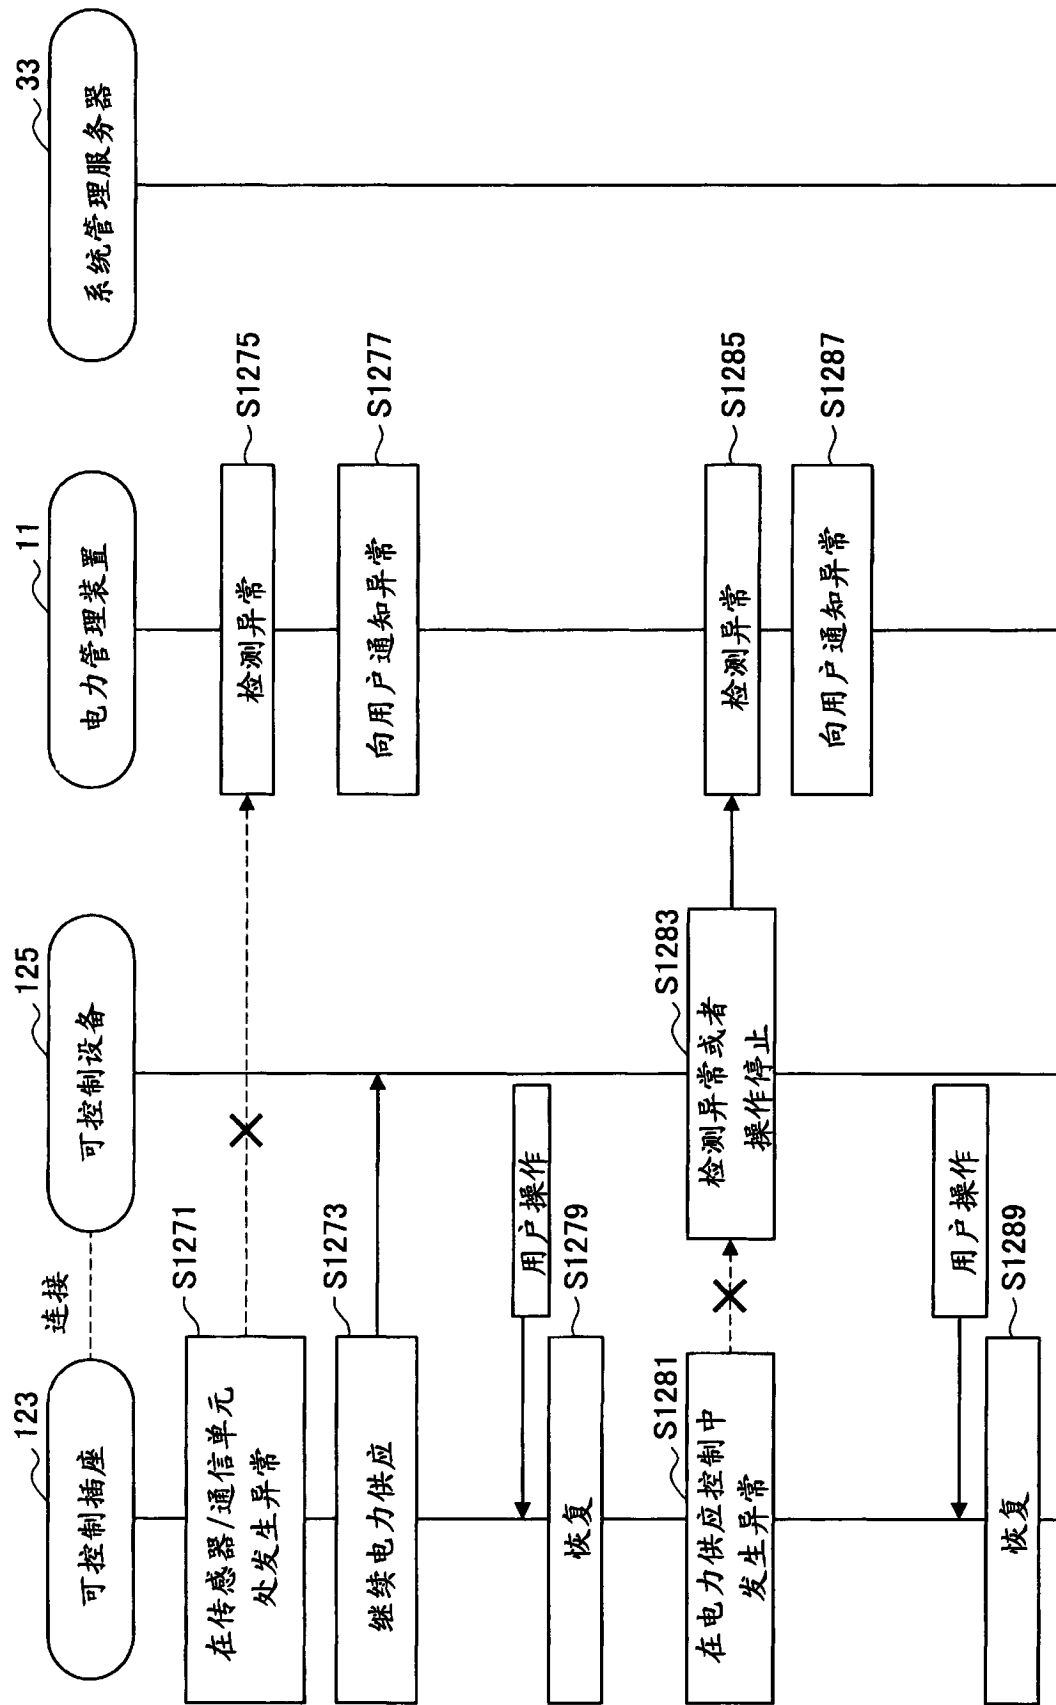 123
可控制插座
连接
125
可控制设备
11
电力管理装置
33
系统管理服务器
S1271
在传感器/通信单元
处发生异常
S1275
检测异常
S1273
继续电力供应
S1277
向用户通知异常
用户操作
S1279
恢复
S1281
在电力供应控制中
发生异常
S1283
检测异常或者
操作停止
S1285
检测异常
S1287
向用户通知异常
用户操作
S1289
恢复